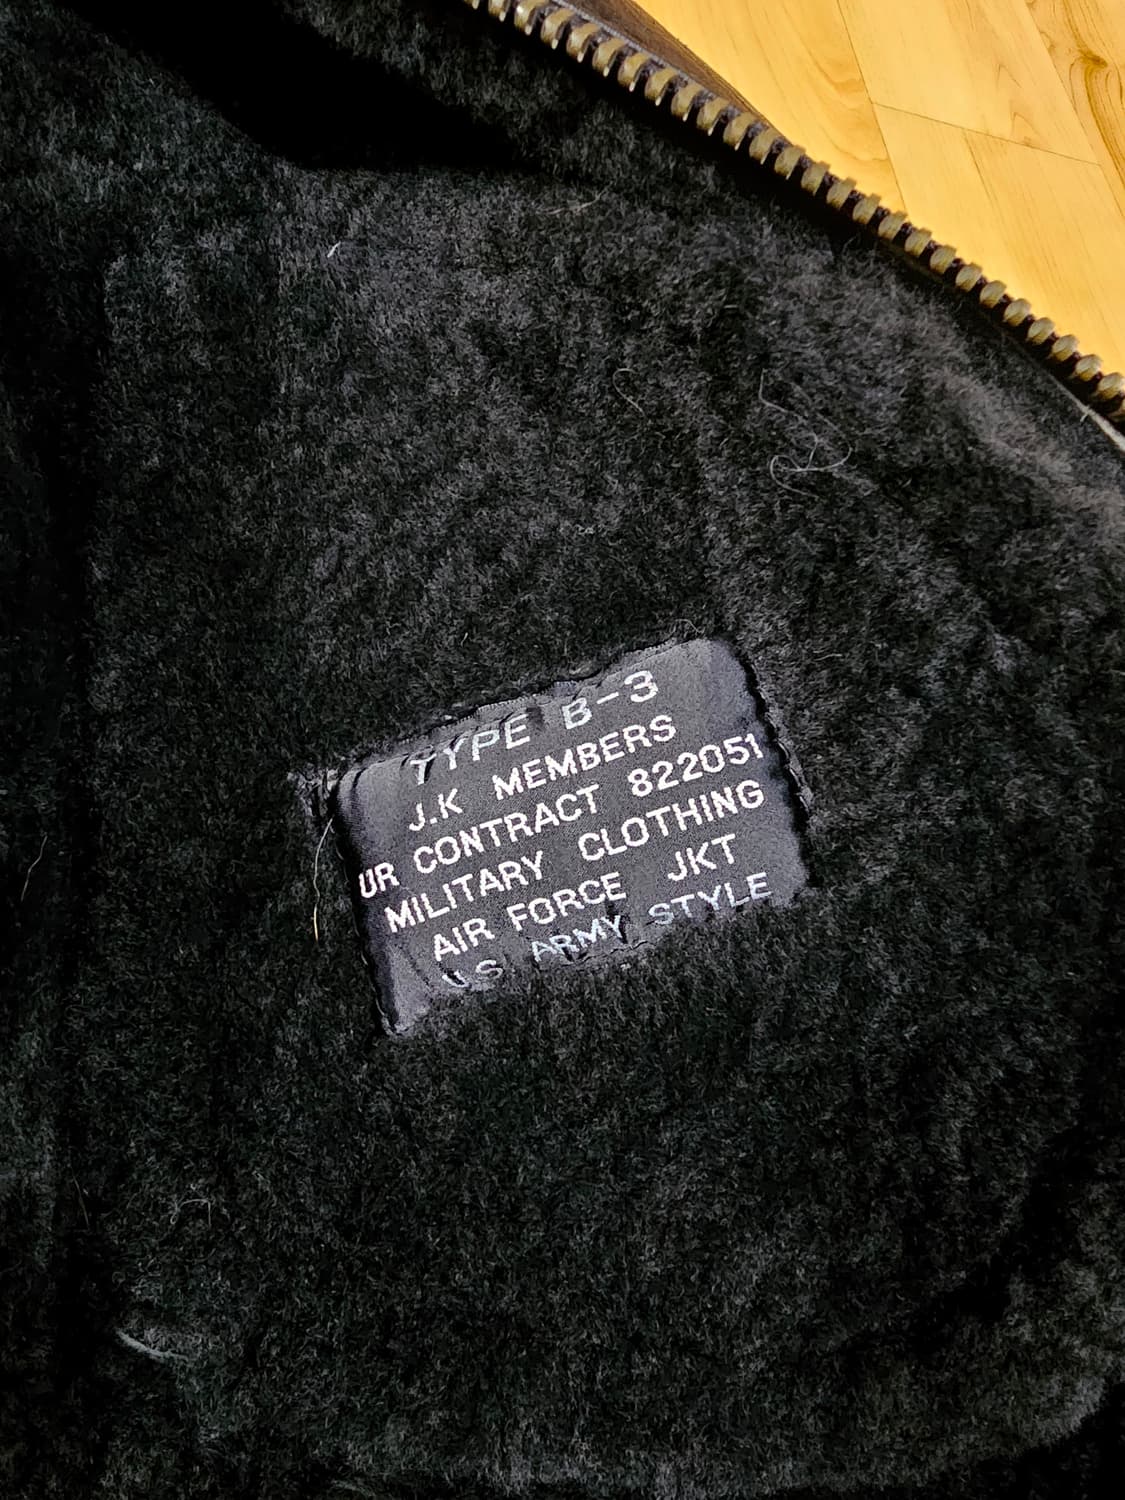 TYPE B-3
J.K MEMBERS
UR CONTRACT 822051
MILITARY CLOTHING
AIR FORCE JKT
U.S ARMY STYLE